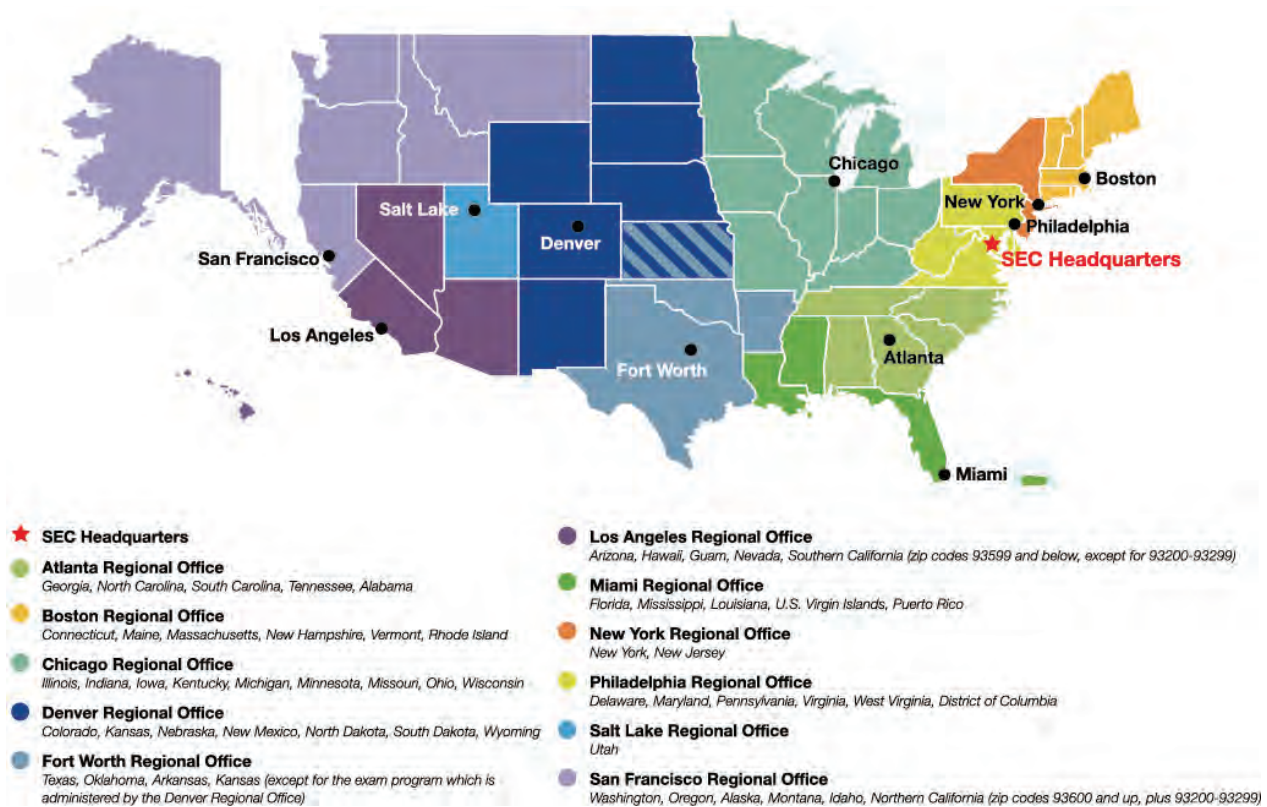 Chicago
Boston
New York
Salt Lake
Philadelphia
Denver
San Francisco
SEC Headquarters
Los Angeles
Atlanta
Fort Worth
Miami
SEC Headquarters
Atlanta Regional Office
Georgia, North Carolina, South Carolina, Tennessee, Alabama
Boston Regional Office
Connecticut, Maine, Massachusetts, New Hampshire, Vermont, Rhode Island
Chicago Regional Office
Illinois, Indiana, Iowa, Kentucky, Michigan, Minnesota, Missouri, Ohio, Wisconsin
Denver Regional Office
Colorado, Kansas, Nebraska, New Mexico, North Dakota, South Dakota, Wyoming
Fort Worth Regional Office
Texas, Oklahoma, Arkansas, Kansas (except for the exam program which is
administered by the Denver Regional Office)
Los Angeles Regional Office
Arizona, Hawaii, Guam, Nevada, Southern California (zip codes 93599 and below, except for 93200-93299)
Miami Regional Office
Florida, Mississippi, Louisiana, U.S. Virgin Islands, Puerto Rico
New York Regional Office
New York, New Jersey
Philadelphia Regional Office
Delaware, Maryland, Pennsylvania, Virginia, West Virginia, District of Columbia
Salt Lake Regional Office
Utah
San Francisco Regional Office
Washington, Oregon, Alaska, Montana, Idaho, Northern California (zip codes 93600 and up, plus 93200-93299)